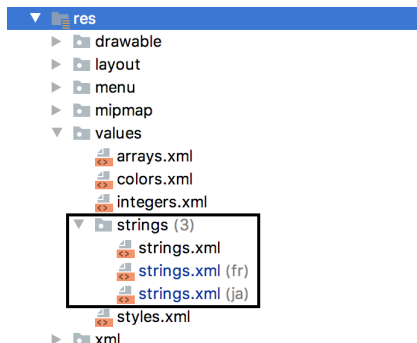 res
drawable
layout
menu
mipmap
values
arrays.xml
colors.xml
integers.xml
strings (3)
strings.xml
strings.xml (fr)
strings.xml (ja)
styles.xml
xml